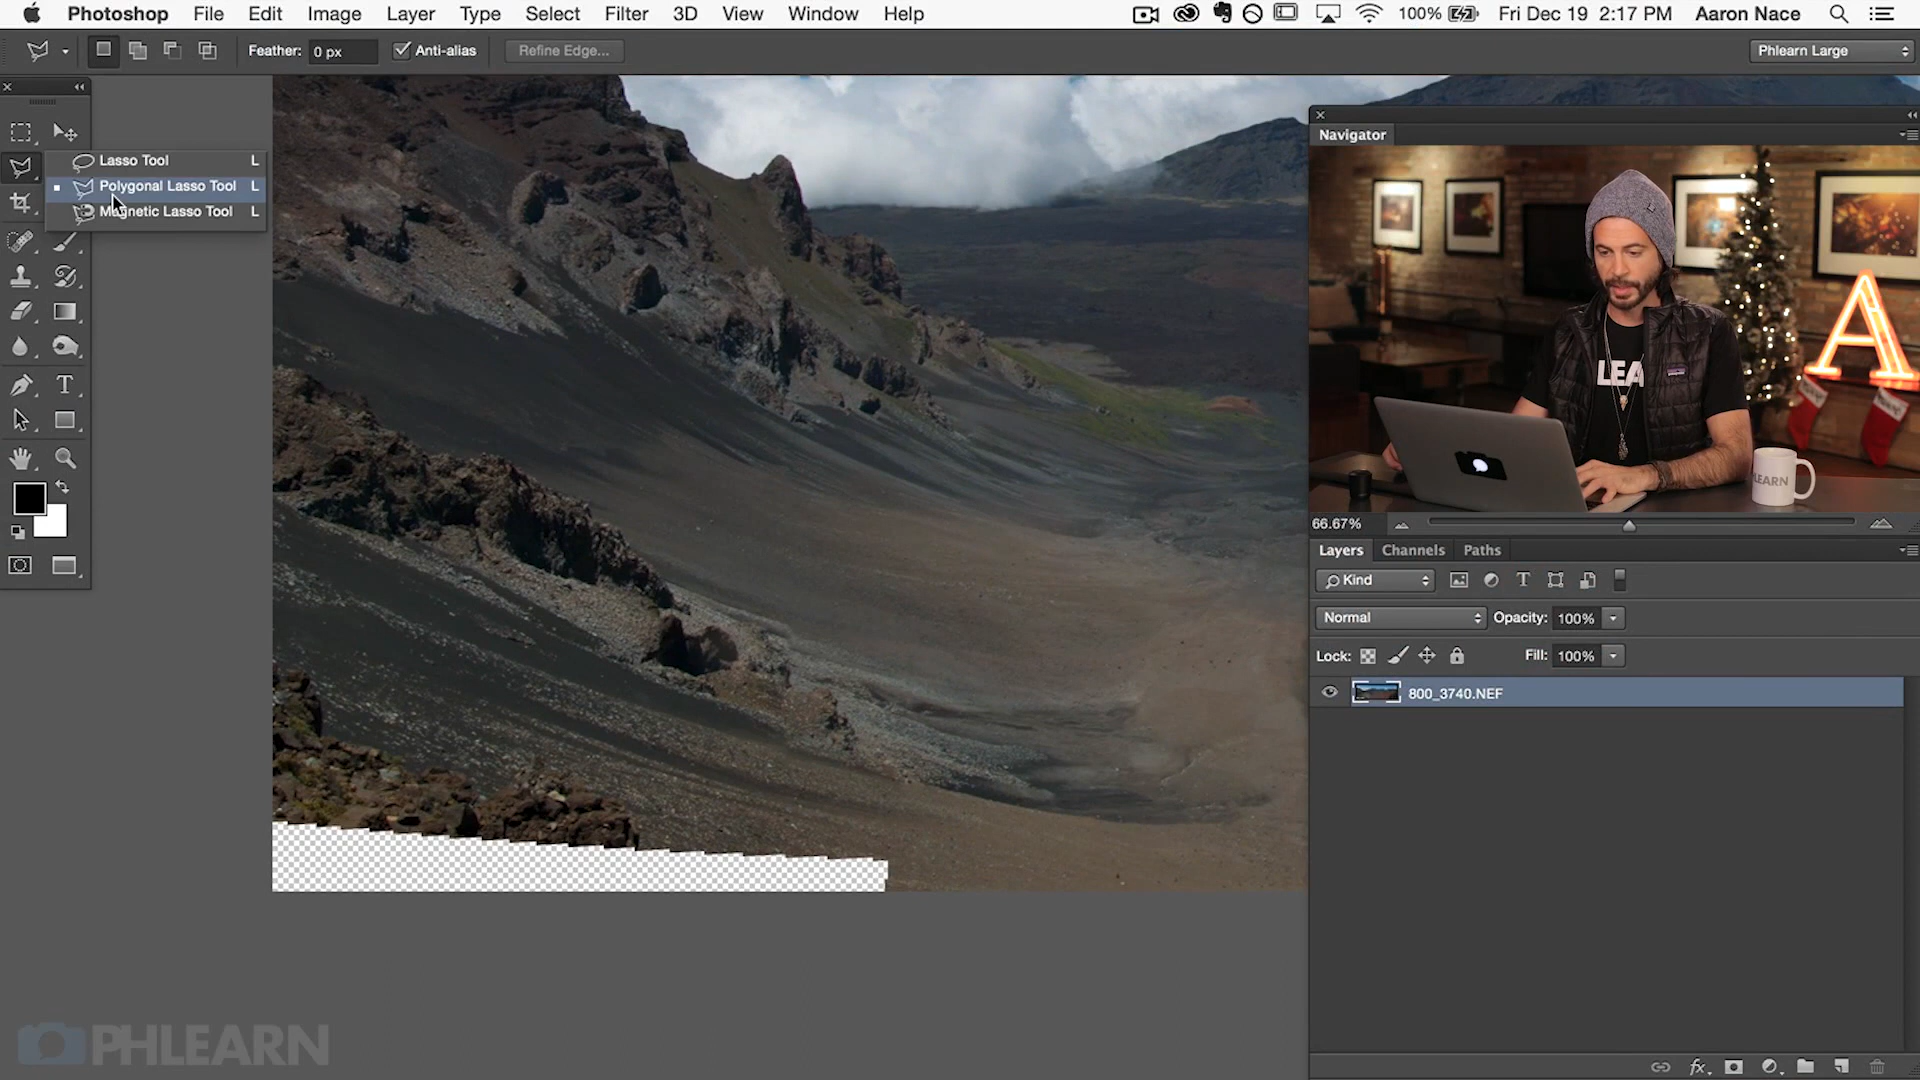 Photoshop File Edit Image Layer Type Select Filter 3D View Window Help 100% Fri Dec 19 2:17 PM Aaron Nace
Feather: 0 px Anti-alias Refine Edge... Phlearn Large
Navigator
Lasso Tool L
Polygonal Lasso Tool L
Magnetic Lasso Tool L
A
LEA
LEARN
T
66.67%
Layers Channels Paths
Kind
T
Normal Opacity: 100%
Lock: Fill: 100%
800_3740.NEF
PHLEARN
fx